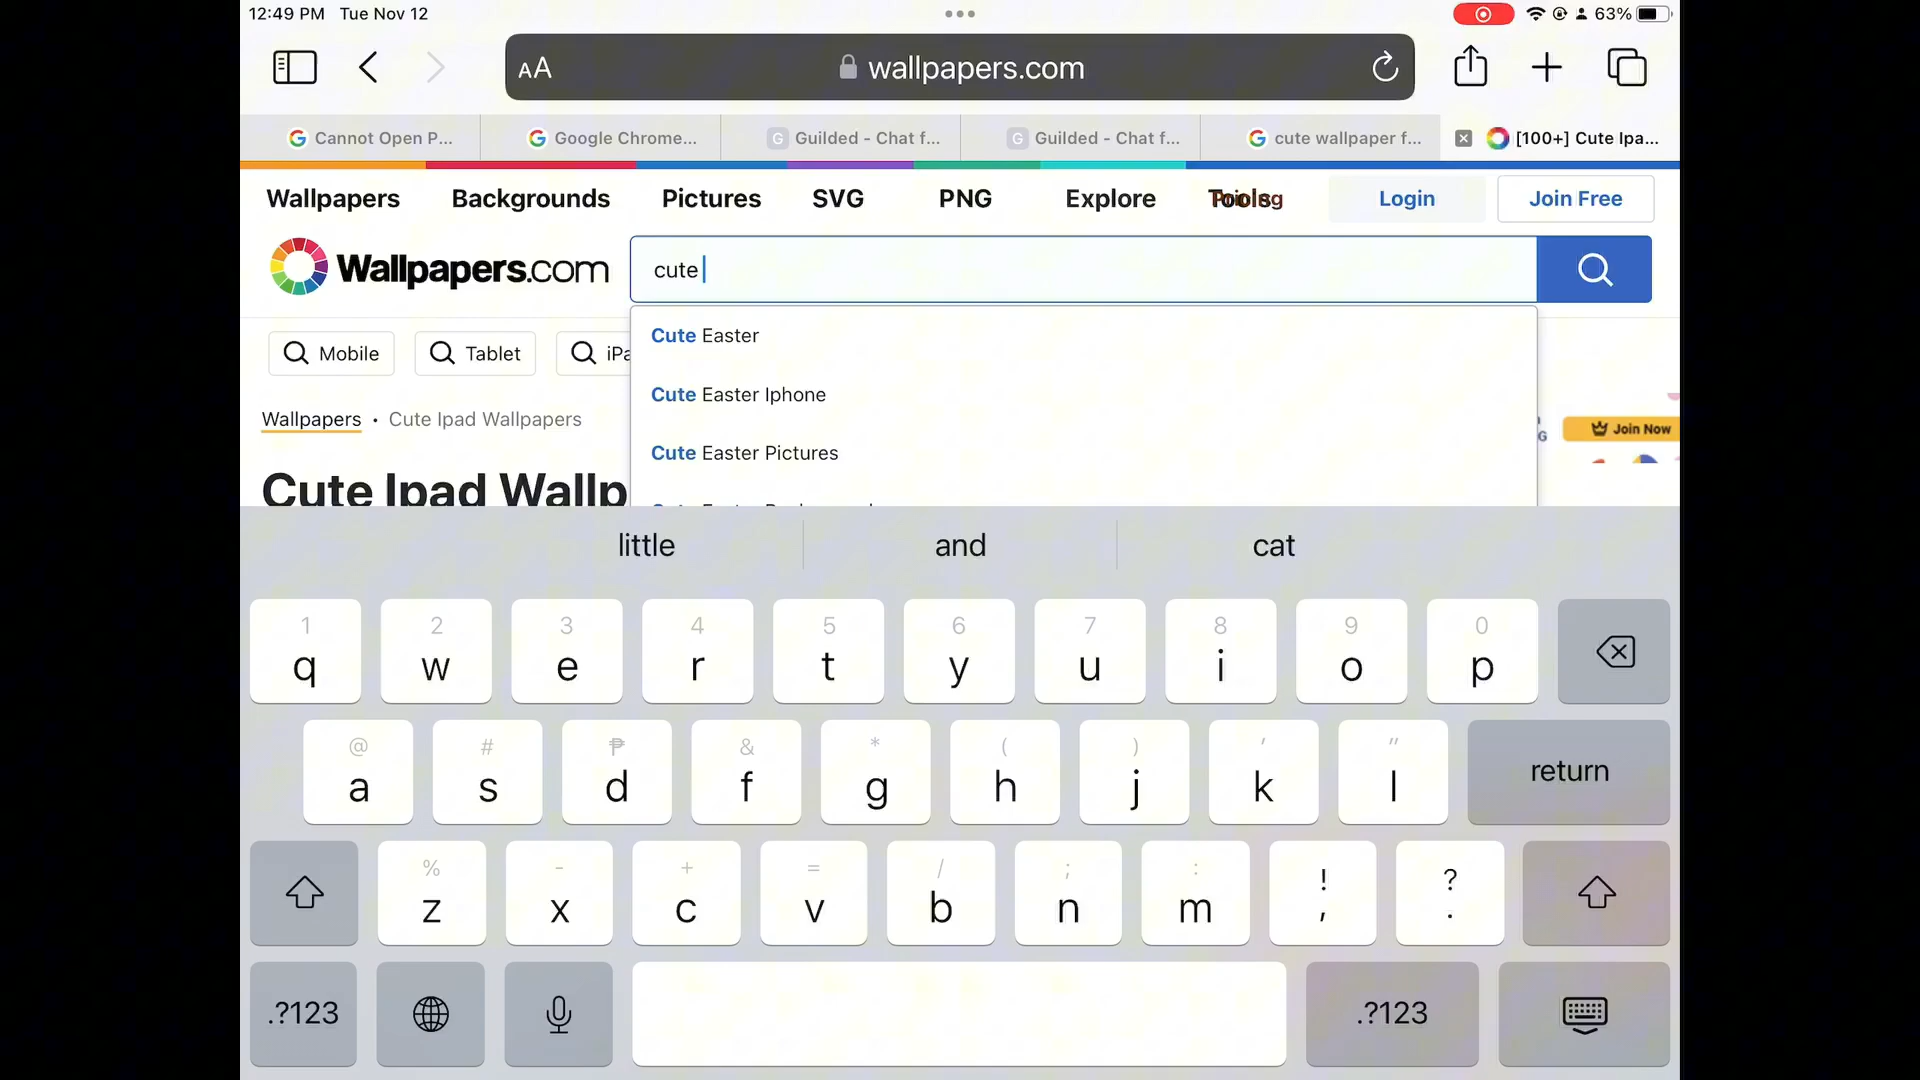 12:49 PM Tue Nov 12
63%
AA
wallpapers.com
Cannot Open P...
Google Chrome...
G Guilded - Chat f...
G Guilded - Chat f...
cute wallpaper f...
[100+] Cute Ipa...
Wallpapers
Backgrounds
Pictures
SVG
PNG
Explore
Tools
Pricing
Login
Join Free
Wallpapers.com
cute
Cute Easter
Mobile
Tablet
Cute Easter Iphone
Wallpapers • Cute Ipad Wallpapers
Join Now
Cute Easter Pictures
Cute Ipad Wallp
little
and
cat
1 2 3 4 5 6 7 8 9 0
q w e r t y u i o p
@ # ₱ & * ( ) ' "
a s d f g h j k l
return
% - + = / ; : ! ?
z x c v b n m , .
.?123
.?123